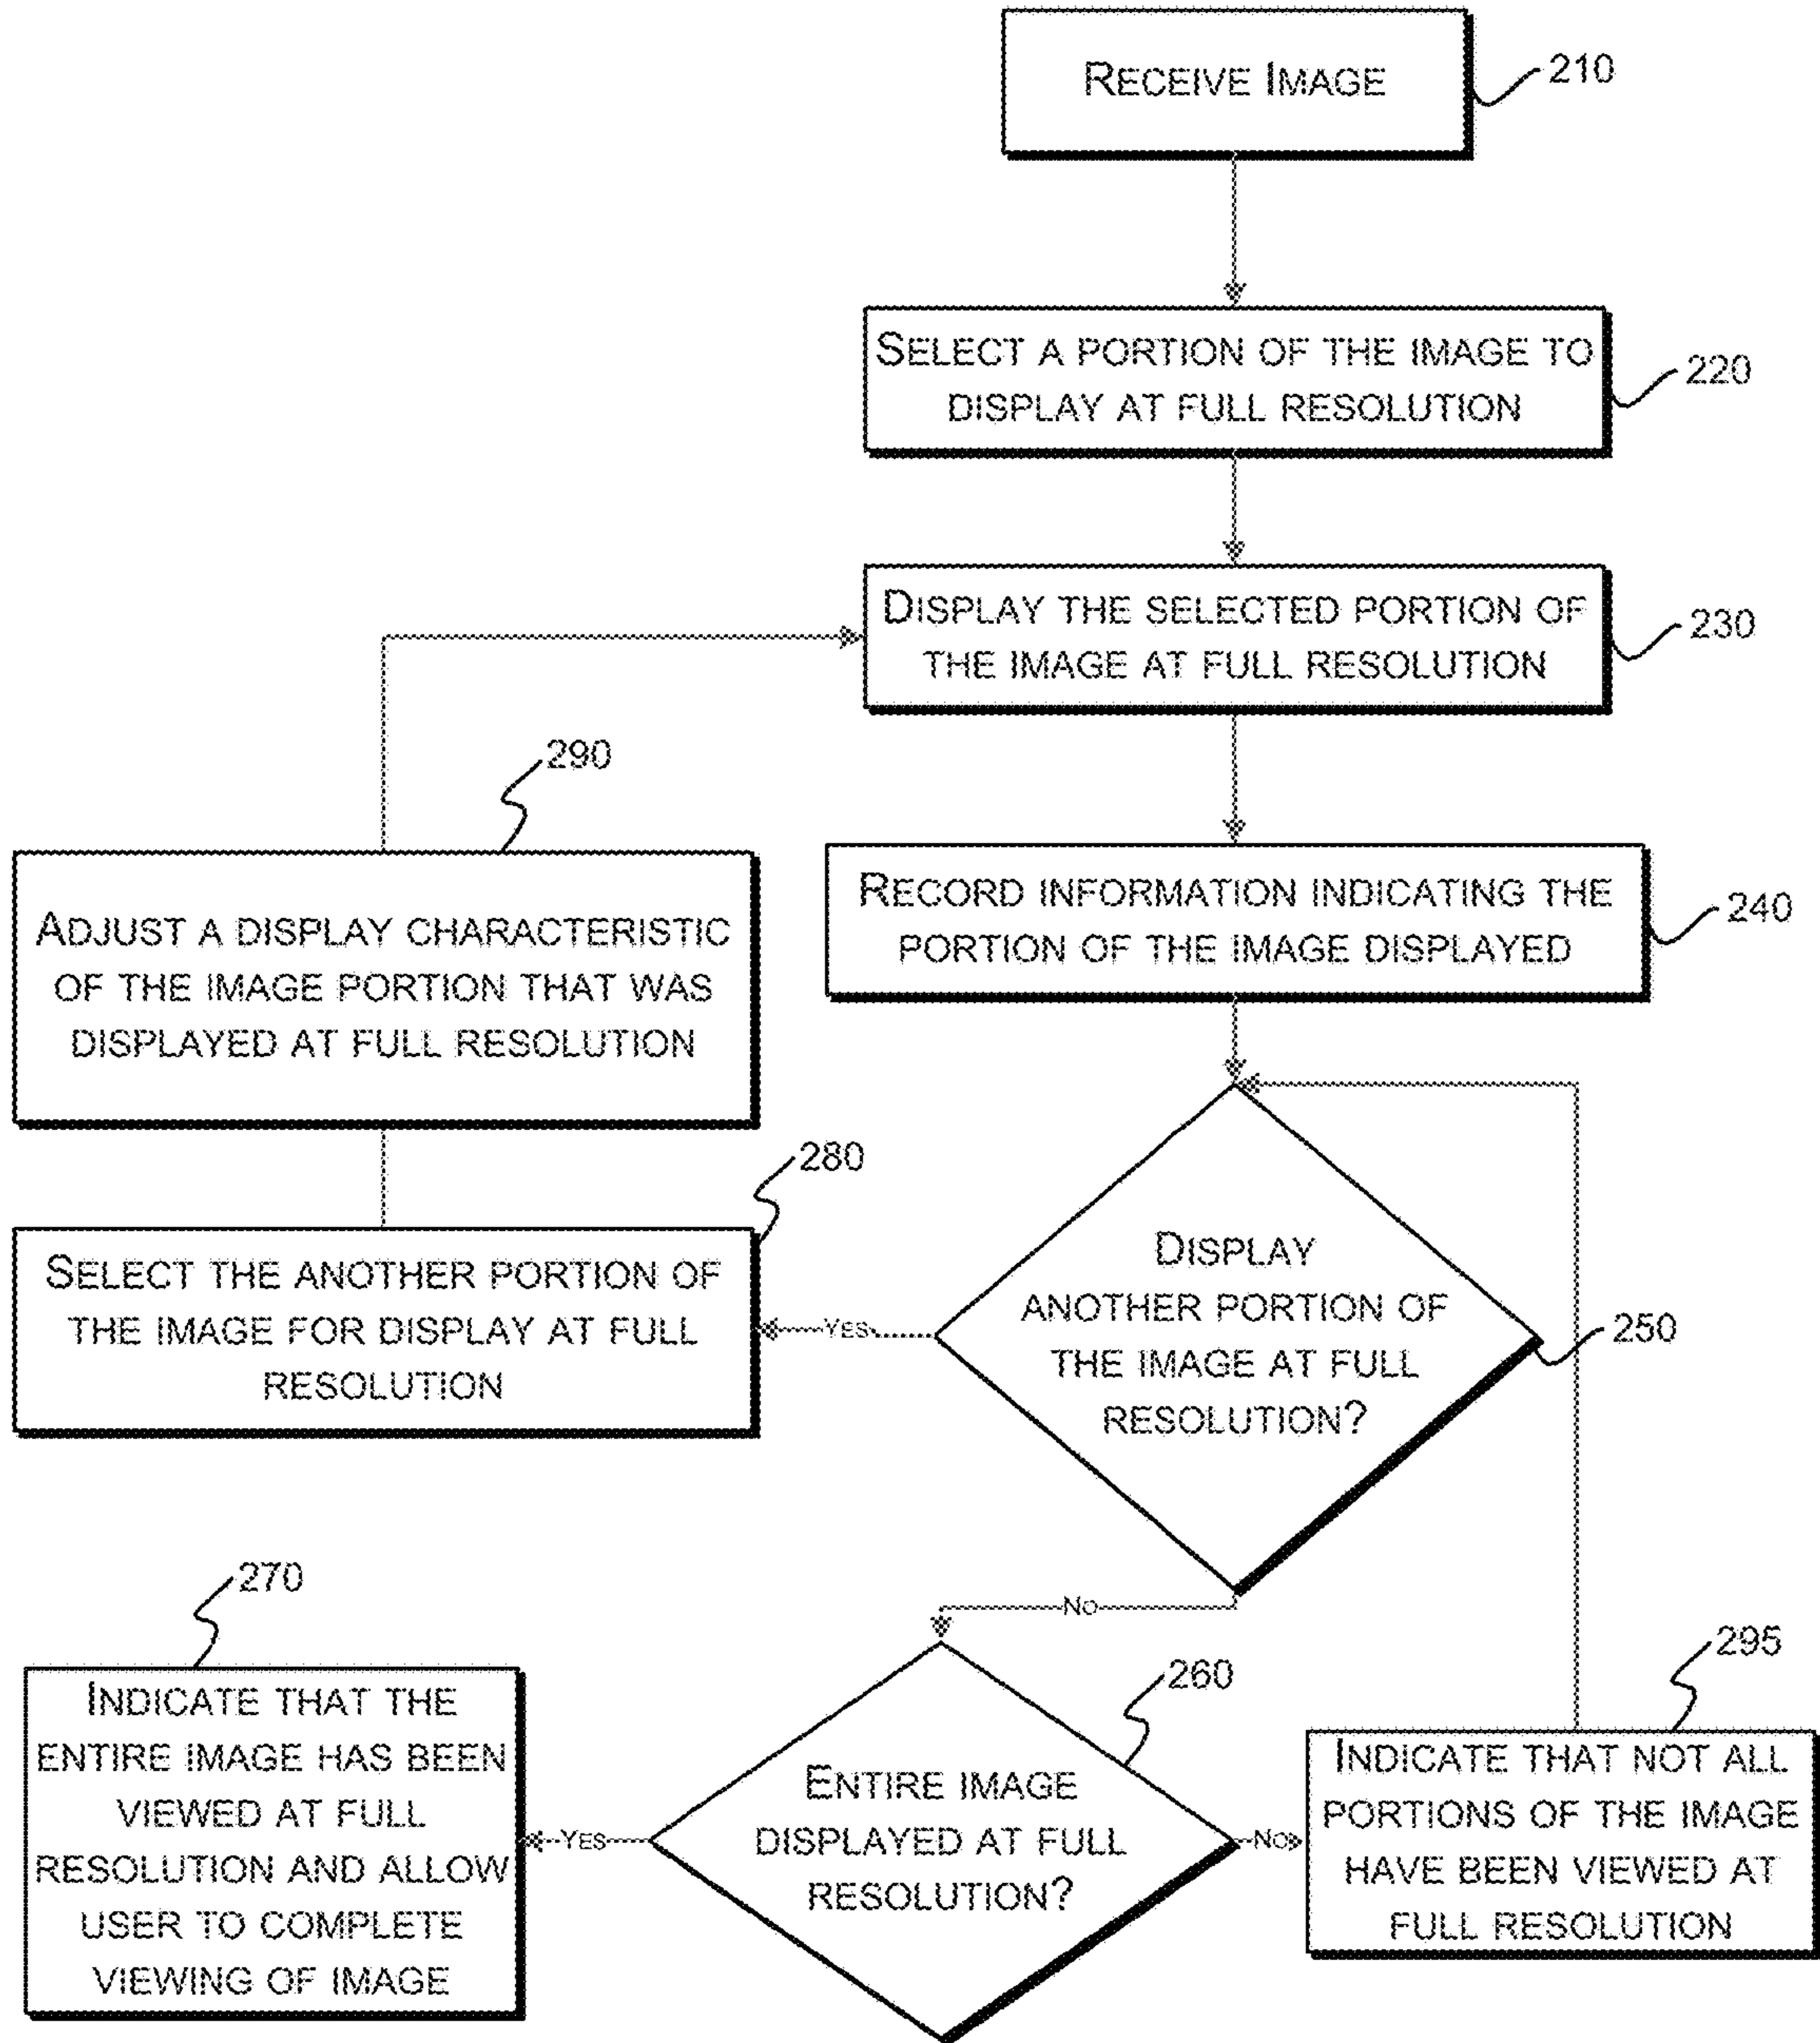 RECEIVE IMAGE
210
SELECT A PORTION OF THE IMAGE TO
DISPLAY AT FULL RESOLUTION
220
DISPLAY THE SELECTED PORTION OF
THE IMAGE AT FULL RESOLUTION
230
290
ADJUST A DISPLAY CHARACTERISTIC
OF THE IMAGE PORTION THAT WAS
DISPLAYED AT FULL RESOLUTION
RECORD INFORMATION INDICATING THE
PORTION OF THE IMAGE DISPLAYED
240
280
SELECT THE ANOTHER PORTION OF
THE IMAGE FOR DISPLAY AT FULL
RESOLUTION
YES
DISPLAY
ANOTHER PORTION OF
THE IMAGE AT FULL
RESOLUTION?
250
NO
270
INDICATE THAT THE
ENTIRE IMAGE HAS BEEN
VIEWED AT FULL
RESOLUTION AND ALLOW
USER TO COMPLETE
VIEWING OF IMAGE
YES
260
ENTIRE IMAGE
DISPLAYED AT FULL
RESOLUTION?
NO
295
INDICATE THAT NOT ALL
PORTIONS OF THE IMAGE
HAVE BEEN VIEWED AT
FULL RESOLUTION